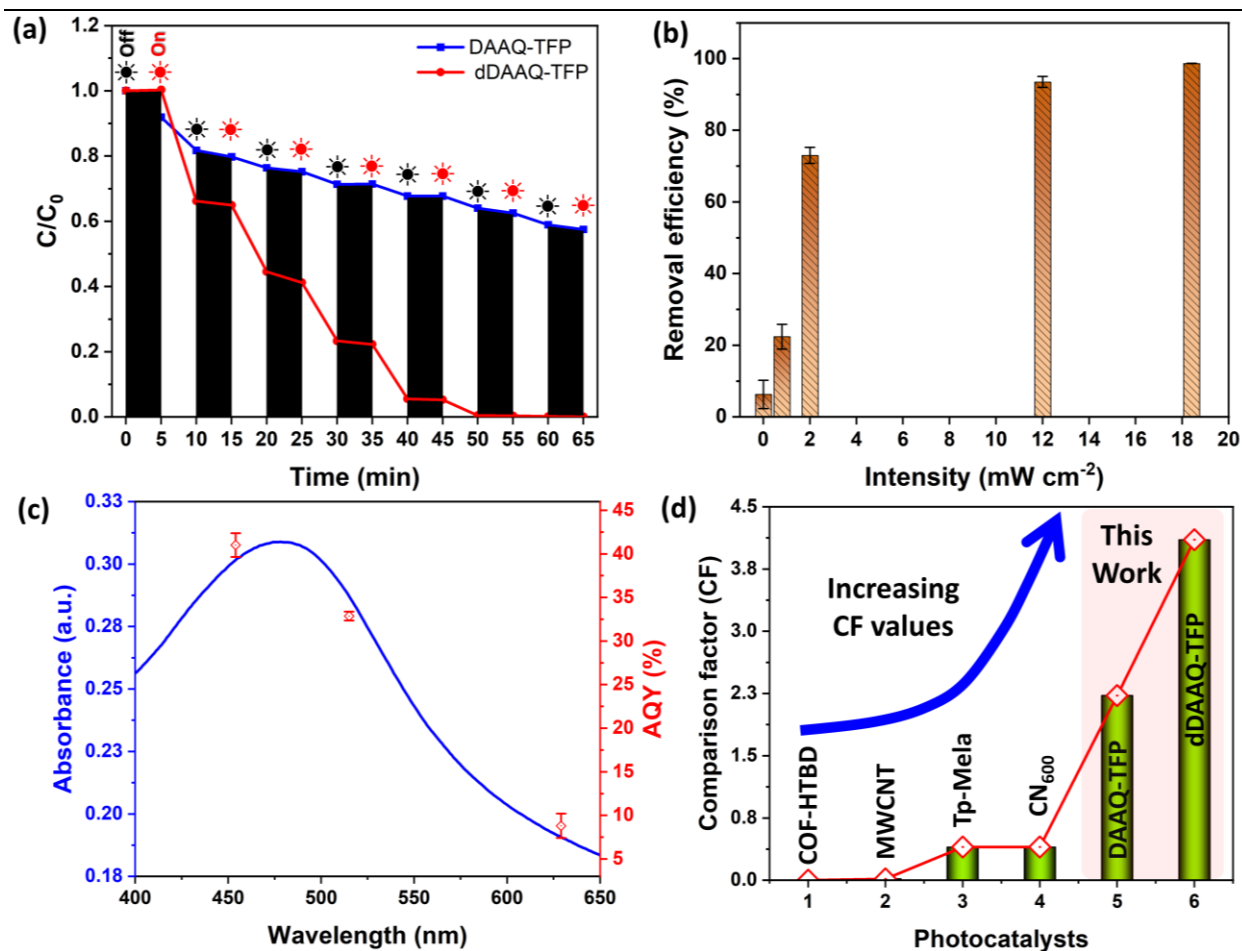 (a)
Off
On
DAAQ-TFP
dDAAQ-TFP
1.0
0.8
0.6
0.4
0.2
0.0
C/C0
0 5 10 15 20 25 30 35 40 45 50 55 60 65
Time (min)
(b)
100
80
60
40
20
0
Removal efficiency (%)
0 2 4 6 8 10 12 14 16 18 20
Intensity (mW cm-2)
(c)
0.33
0.30
0.28
0.25
0.23
0.20
0.18
Absorbance (a.u.)
45
40
35
30
25
20
15
10
5
AQY (%)
400 450 500 550 600 650
Wavelength (nm)
(d)
4.5
3.8
3.0
2.3
1.5
0.8
0.0
Comparison factor (CF)
This
Work
Increasing
CF values
COF-HTBD
MWCNT
Tp-Mela
CN600
DAAQ-TFP
dDAAQ-TFP
1 2 3 4 5 6
Photocatalysts